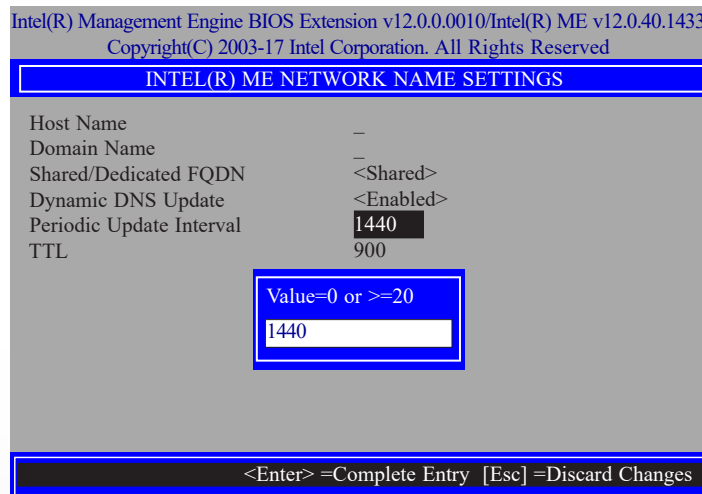 Intel(R) Management Engine BIOS Extension v12.0.0.0010/Intel(R) ME v12.0.40.1433
Copyright(C) 2003-17 Intel Corporation. All Rights Reserved
INTEL(R) ME NETWORK NAME SETTINGS
Host Name _
Domain Name _
Shared/Dedicated FQDN <Shared>
Dynamic DNS Update <Enabled>
Periodic Update Interval 1440
TTL 900
Value=0 or >=20
1440
<Enter> =Complete Entry [Esc] =Discard Changes